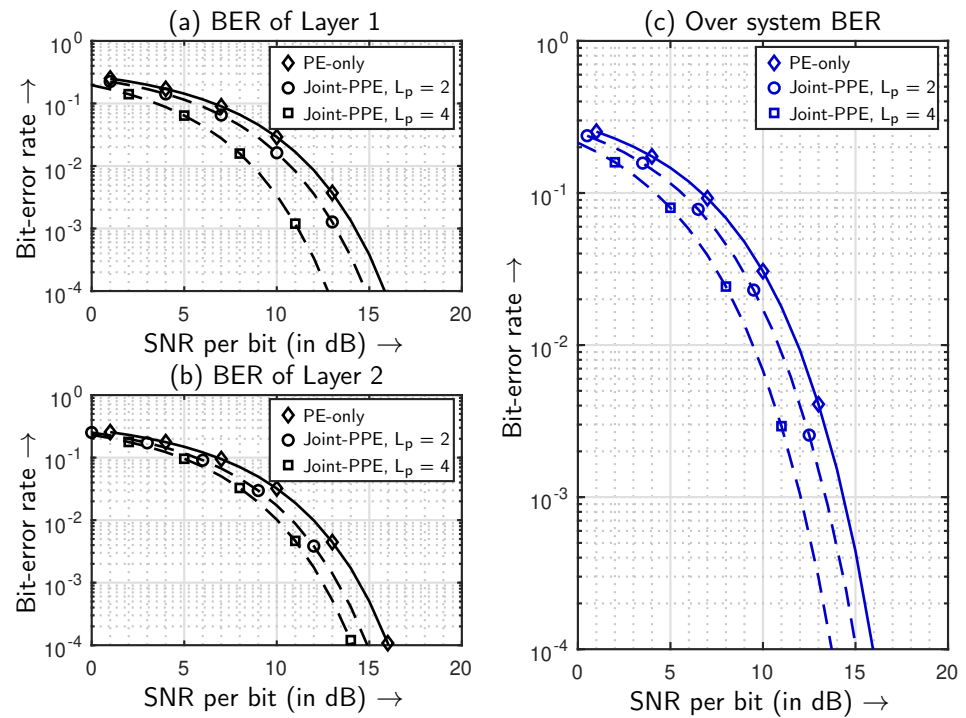 (a) BER of Layer 1
Bit-error rate →
10^0
10^-1
10^-2
10^-3
10^-4
PE-only
Joint-PPE, L_p = 2
Joint-PPE, L_p = 4
0 5 10 15 20
SNR per bit (in dB) →
(b) BER of Layer 2
Bit-error rate →
10^0
10^-1
10^-2
10^-3
10^-4
PE-only
Joint-PPE, L_p = 2
Joint-PPE, L_p = 4
0 5 10 15 20
SNR per bit (in dB) →
(c) Over system BER
Bit-error rate →
10^0
10^-1
10^-2
10^-3
10^-4
PE-only
Joint-PPE, L_p = 2
Joint-PPE, L_p = 4
5 10 15 20
SNR per bit (in dB) →